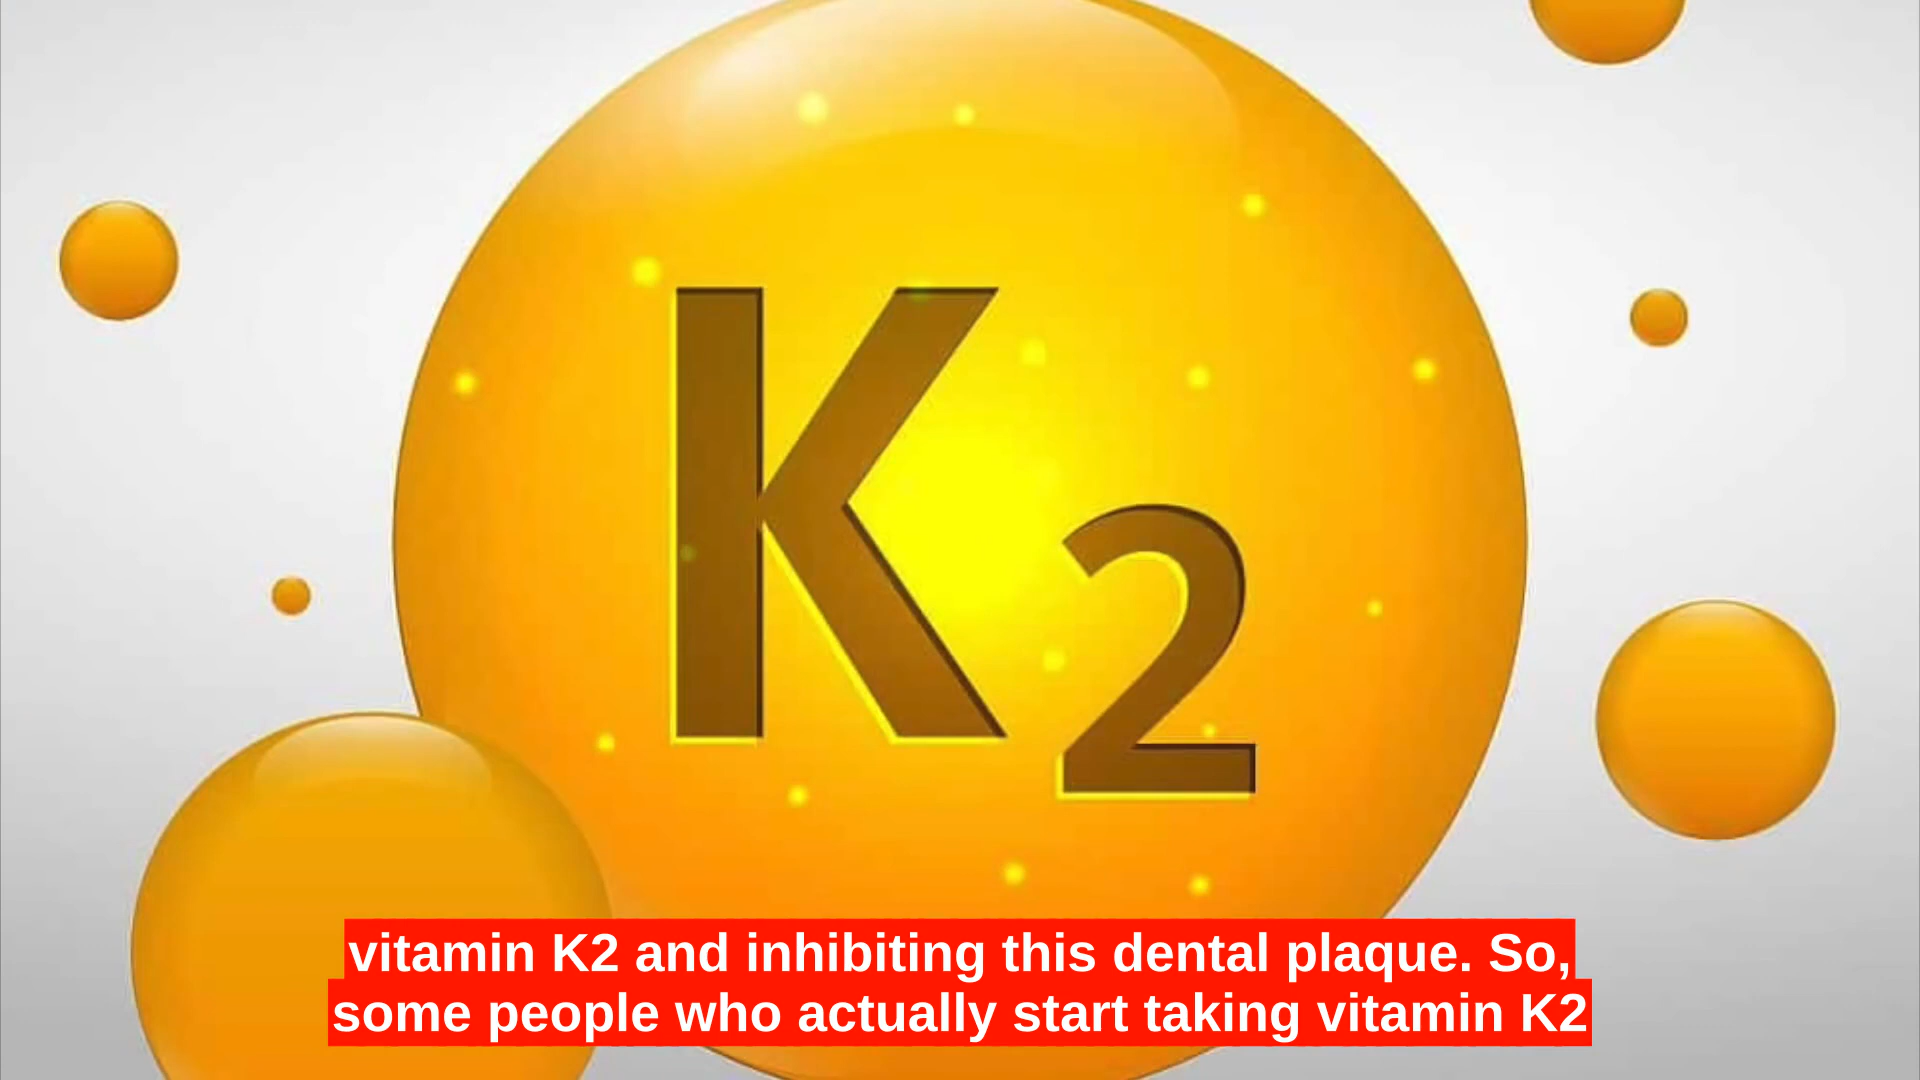 K2
vitamin K2 and inhibiting this dental plaque. So,
some people who actually start taking vitamin K2